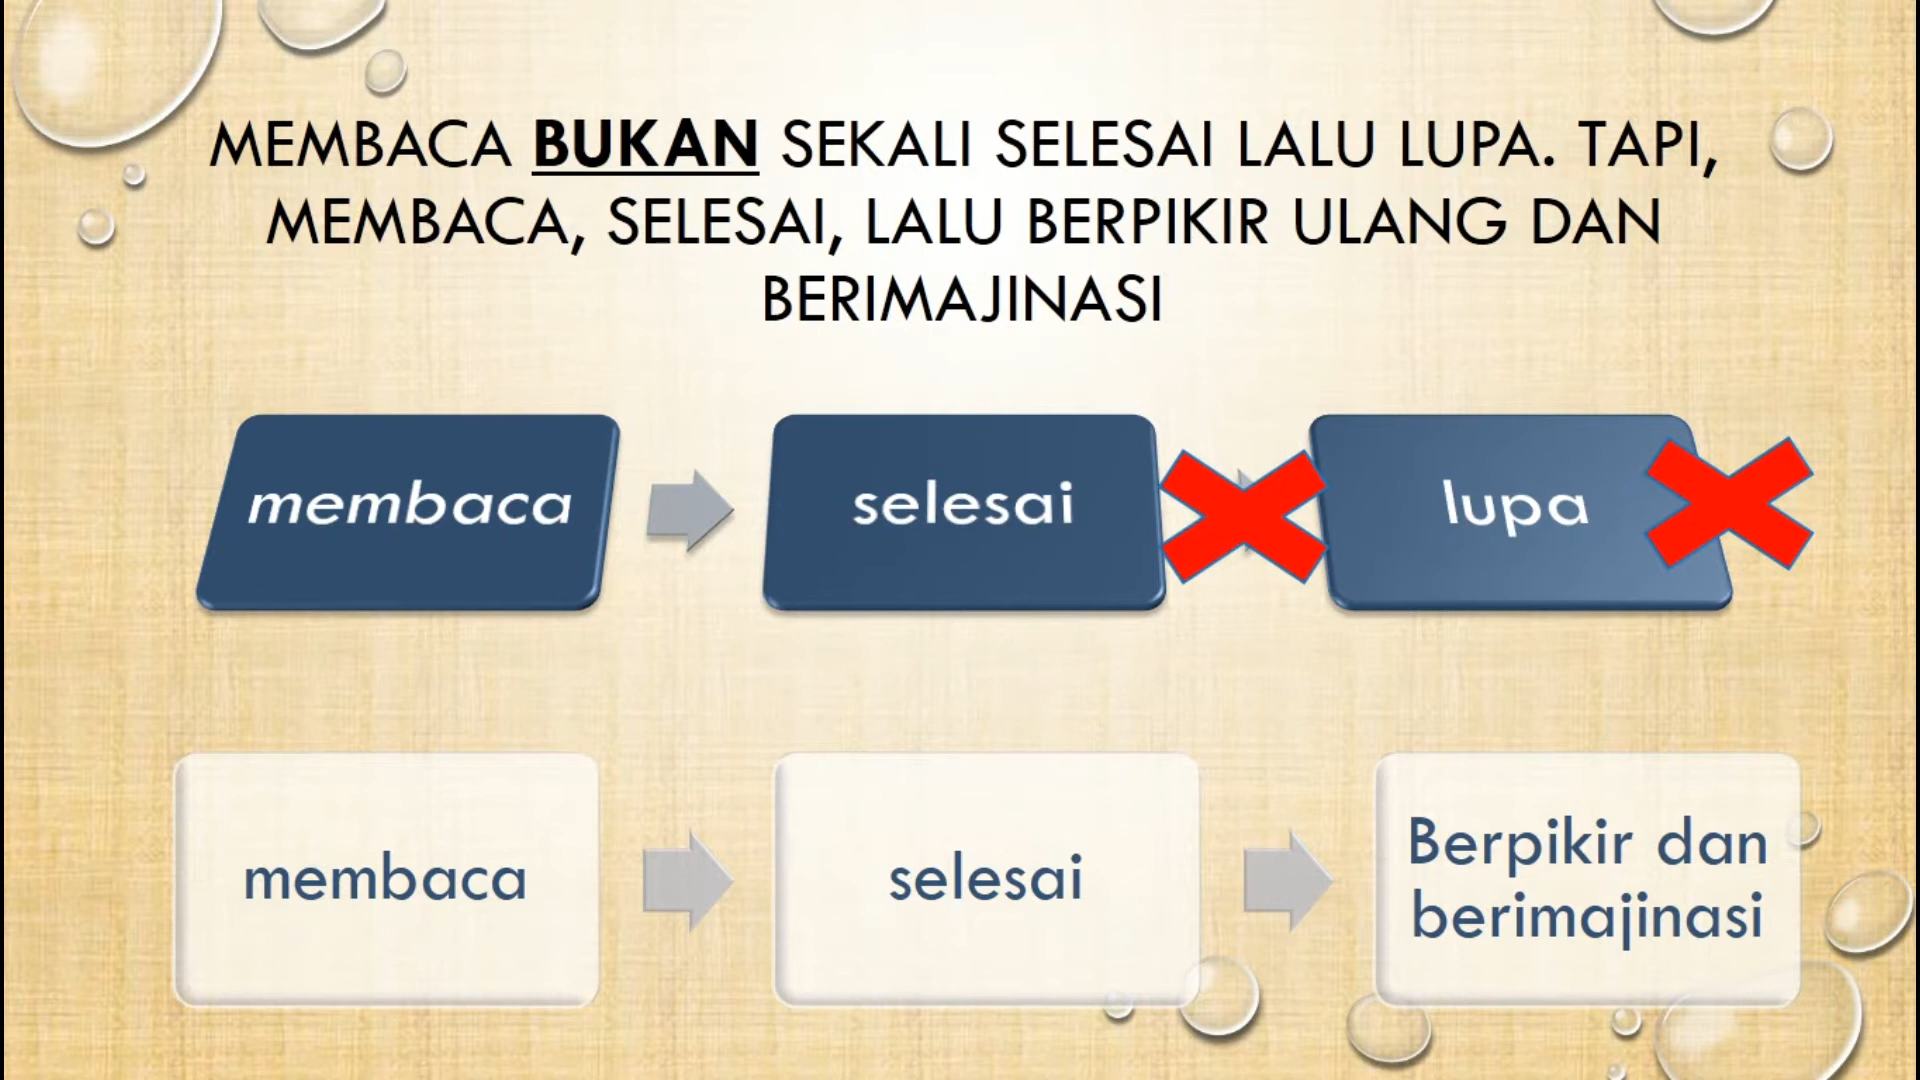 MEMBACA BUKAN SEKALI SELESAI LALU LUPA. TAPI,
MEMBACA, SELESAI, LALU BERPIKIR ULANG DAN
BERIMAJINASI
membaca
selesai
lupa
membaca
selesai
Berpikir dan
berimajinasi